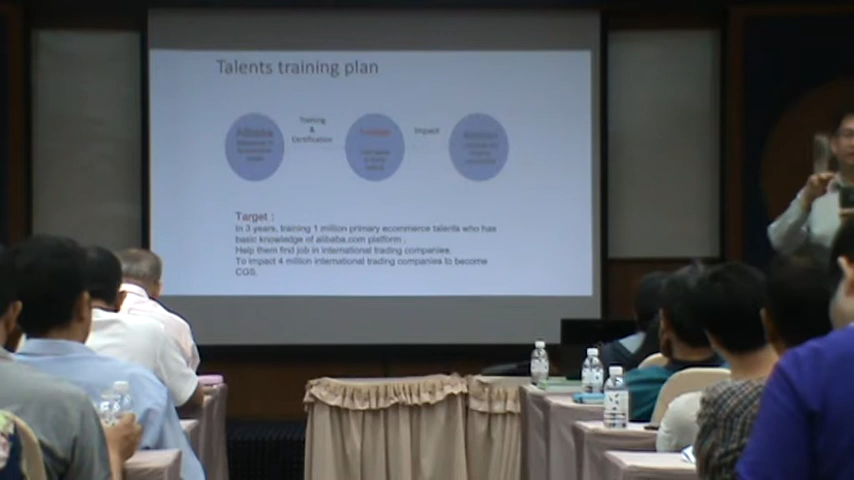 Talents training plan
Training
&
Certification
Impact
Target :
In 3 years, training 1 million primary ecommerce talents who has
basic knowledge of alibaba.com platform .
Help them find job in international trading companies.
To impact 4 million international trading companies to become
CGS.